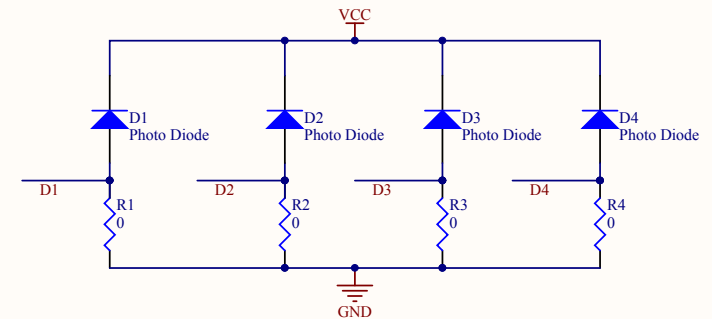 VCC
D1
Photo Diode
D2
Photo Diode
D3
Photo Diode
D4
Photo Diode
D1
D2
D3
D4
R1
0
R2
0
R3
0
R4
0
GND